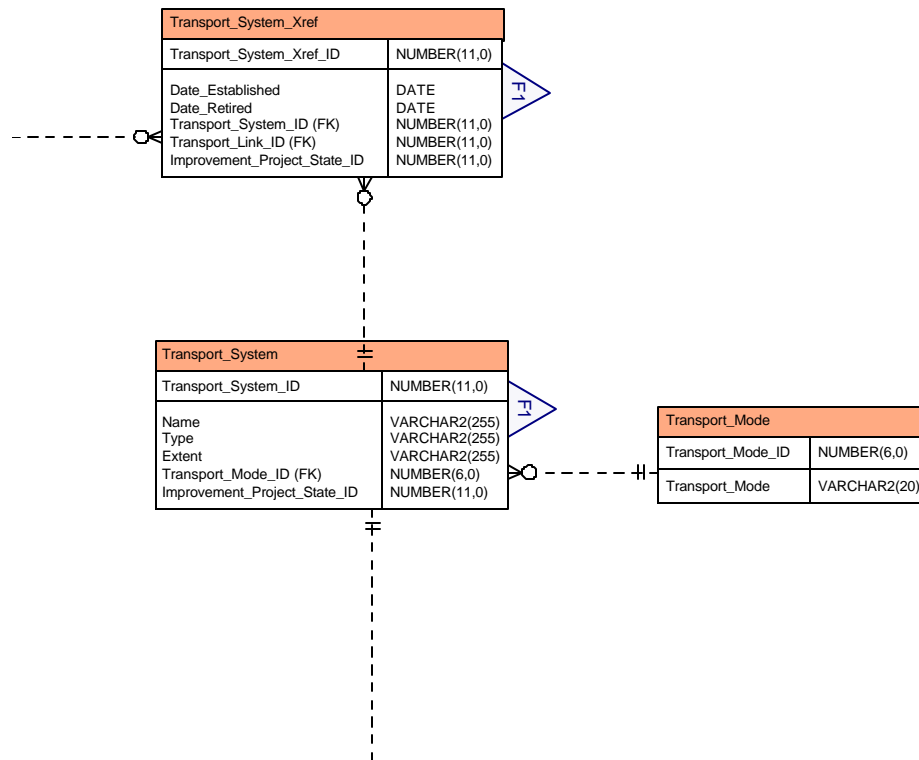 Transport_System_Xref
Transport_System_Xref_ID NUMBER(11,0)
F1
Date_Established DATE
Date_Retired DATE
Transport_System_ID (FK) NUMBER(11,0)
Transport_Link_ID (FK) NUMBER(11,0)
Improvement_Project_State_ID NUMBER(11,0)
Transport_System
Transport_System_ID NUMBER(11,0)
F1
Name VARCHAR2(255)
Type VARCHAR2(255)
Extent VARCHAR2(255)
Transport_Mode_ID (FK) NUMBER(6,0)
Improvement_Project_State_ID NUMBER(11,0)
Transport_Mode
Transport_Mode_ID NUMBER(6,0)
Transport_Mode VARCHAR2(20)